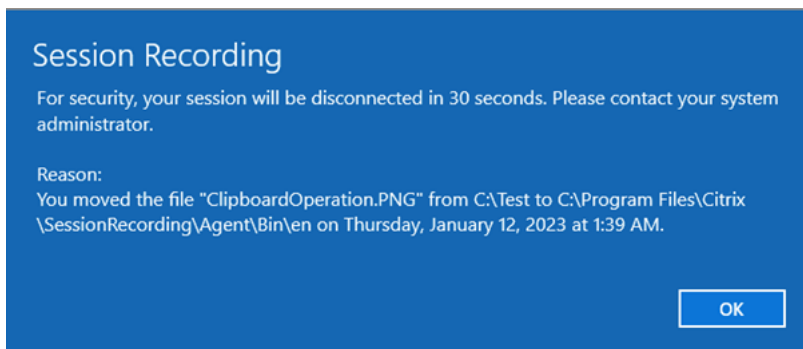 Session Recording
For security, your session will be disconnected in 30 seconds. Please contact your system
administrator.
Reason:
You moved the file "ClipboardOperation.PNG" from C:\Test to C:\Program Files\Citrix
\SessionRecording\Agent\Bin\en on Thursday, January 12, 2023 at 1:39 AM.
OK